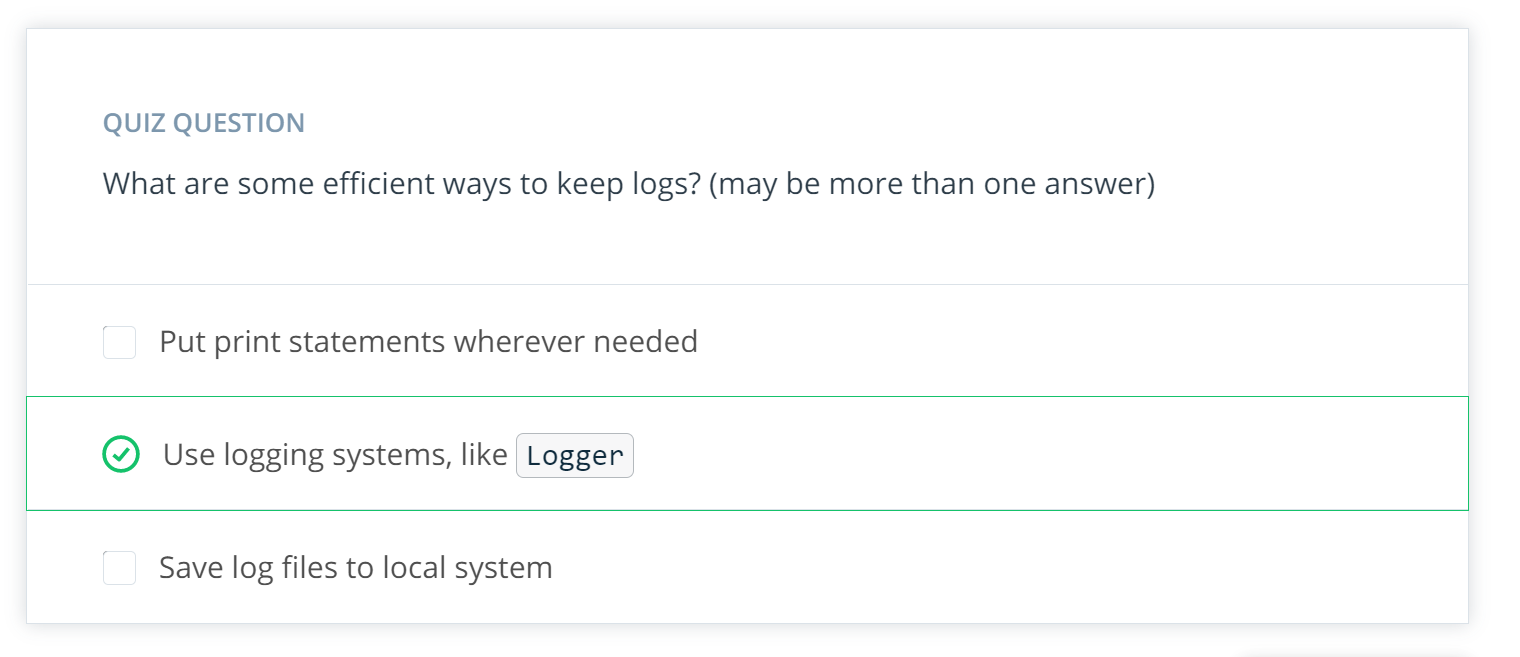 QUIZ QUESTION
What are some efficient ways to keep logs? (may be more than one answer)
Put print statements wherever needed
Use logging systems, like Logger
Save log files to local system